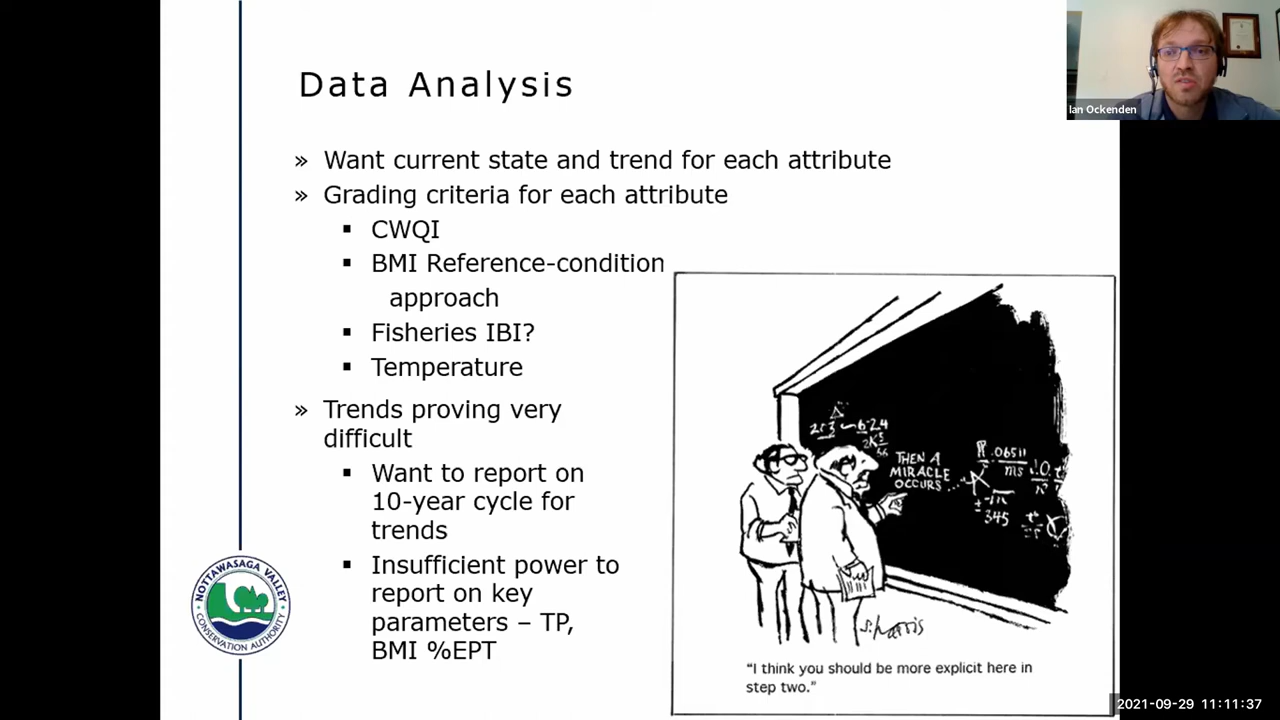 Data Analysis
» Want current state and trend for each attribute
» Grading criteria for each attribute
▪ CWQI
▪ BMI Reference-condition
approach
▪ Fisheries IBI?
▪ Temperature
» Trends proving very
difficult
▪ Want to report on
10-year cycle for
trends
▪ Insufficient power to
report on key
parameters – TP,
BMI %EPT
NOTTAWASAGA VALLEY
CONSERVATION AUTHORITY
THEN A
MIRACLE
OCCURS...
.06511
ms
345
S.harris
“I think you should be more explicit here in
step two.”
Ian Ockenden
2021-09-29 11:11:37